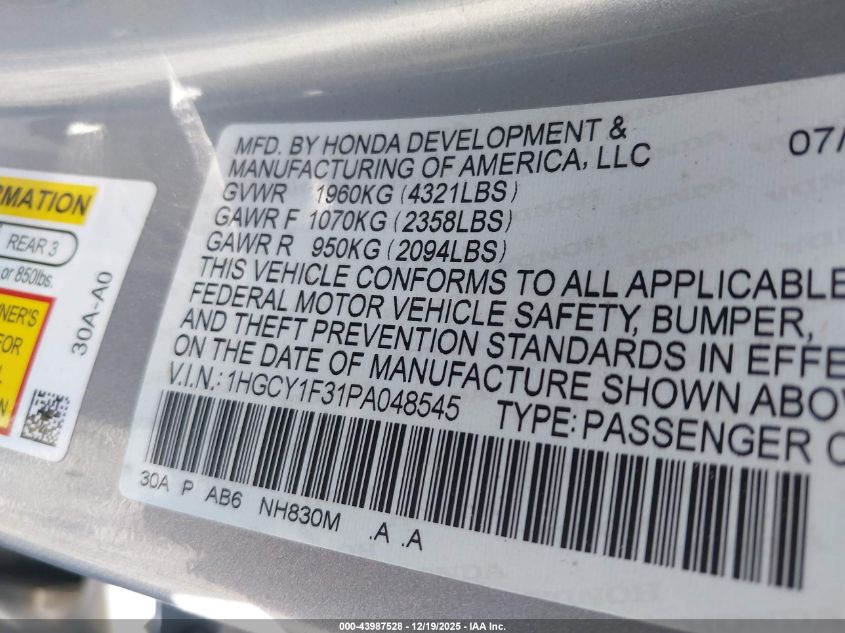 MFD. BY HONDA DEVELOPMENT &
MANUFACTURING OF AMERICA, LLC
07/
GVWR 1960KG (4321LBS)
GAWR F 1070KG (2358LBS)
GAWR R 950KG (2094LBS)
THIS VEHICLE CONFORMS TO ALL APPLICABLE
FEDERAL MOTOR VEHICLE SAFETY, BUMPER,
AND THEFT PREVENTION STANDARDS IN EFFE
ON THE DATE OF MANUFACTURE SHOWN ABOV
V.I.N.: 1HGCY1F31PA048545 TYPE: PASSENGER C
30A P AB6 NH830M .A .A
RMATION
REAR 3
or 850lbs.
NER'S
FOR
30A-A0
000-43987528 - 12/19/2025 - IAA Inc.